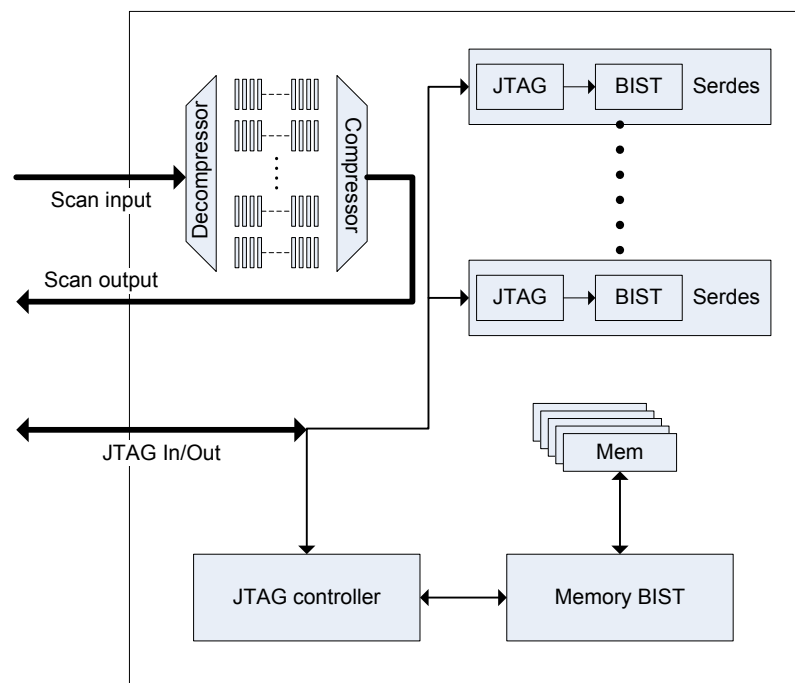 Decompressor
Compressor
JTAG
BIST
Serdes
Scan input
Scan output
JTAG
BIST
Serdes
JTAG In/Out
Mem
JTAG controller
Memory BIST